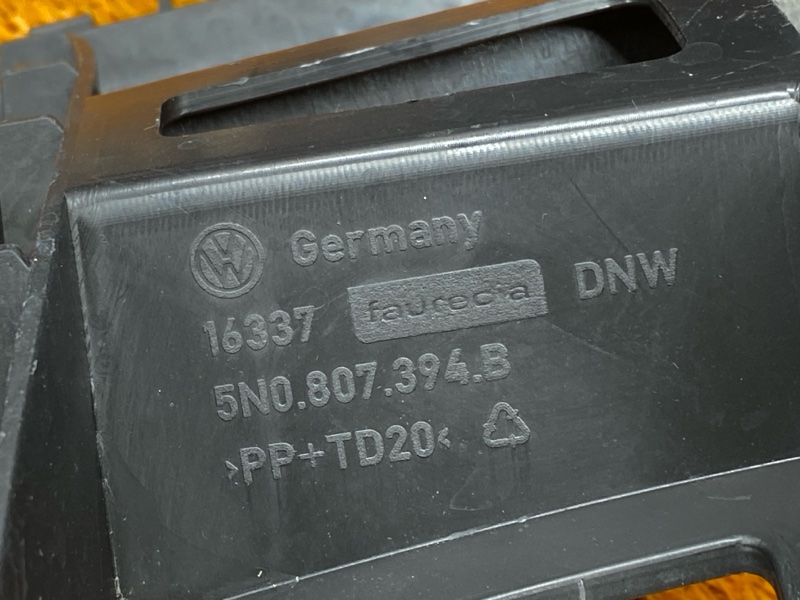 Germany
16337 faurecia DNW
5N0.807.394.B
>PP+TD20<